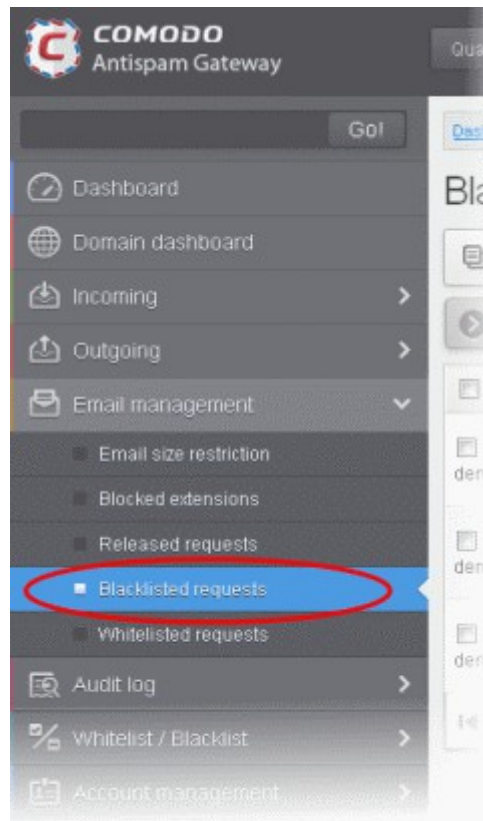 COMODO
Antispam Gateway
Go!
Dashboard
Domain dashboard
Incoming
Outgoing
Email management
Email size restriction
Blocked extensions
Released requests
Blacklisted requests
Whitelisted requests
Audit log
Whitelist / Blacklist
Account management